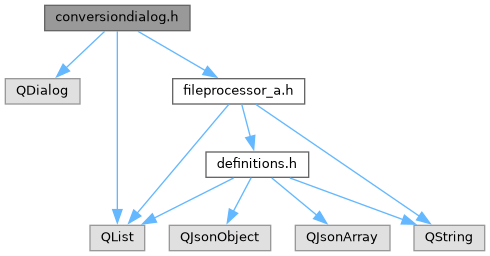 conversiondialog.h
QDialog
fileprocessor_a.h
definitions.h
QList
QJsonObject
QJsonArray
QString